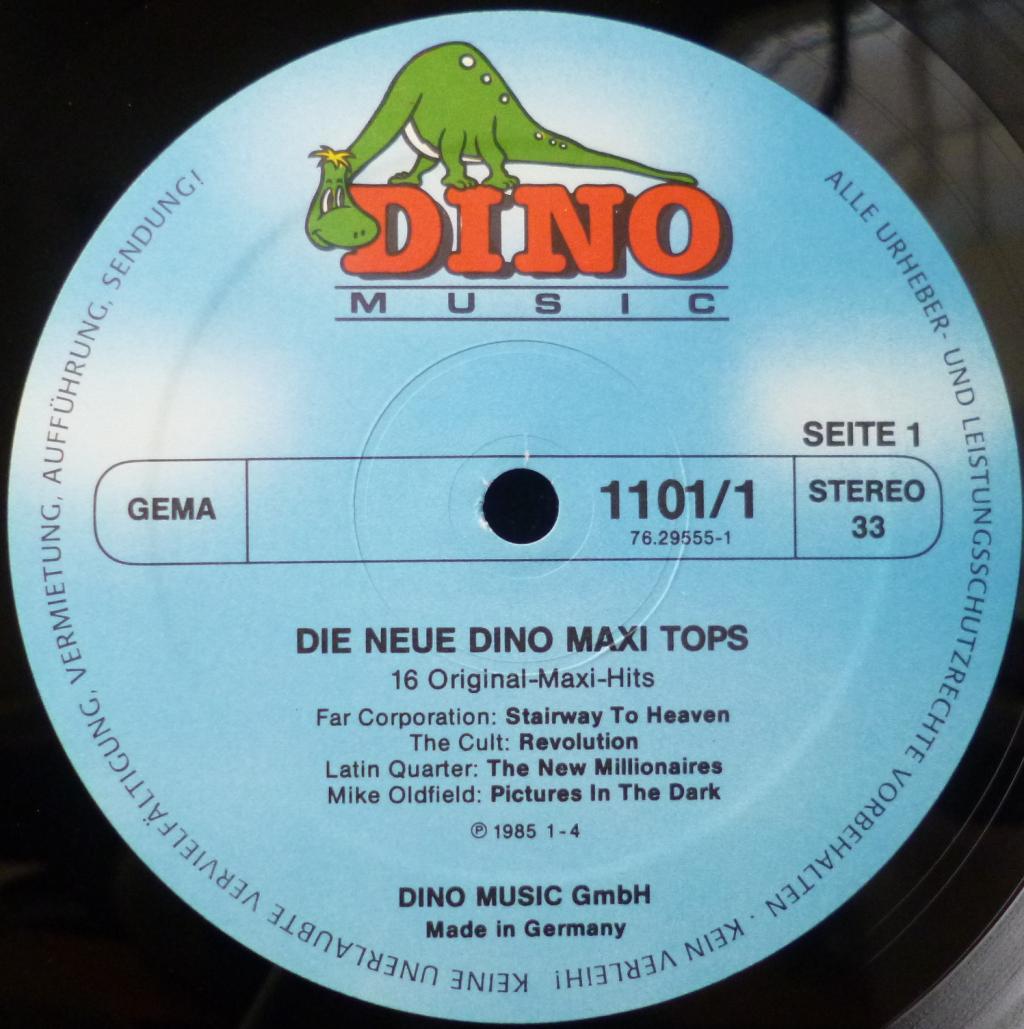 DINO
MUSIC
SEITE 1
GEMA
1101/1
76.29555-1
STEREO
33
DIE NEUE DINO MAXI TOPS
16 Original-Maxi-Hits
Far Corporation: Stairway To Heaven
The Cult: Revolution
Latin Quarter: The New Millionaires
Mike Oldfield: Pictures In The Dark
℗ 1985 1-4
DINO MUSIC GmbH
Made in Germany
ALLE URHEBER- UND LEISTUNGSSCHUTZRECHTE VORBEHALTEN · KEIN VERLEIH! KEINE UNERLAUBTE VERVIELFÄLTIGUNG, VERMIETUNG, AUFFÜHRUNG, SENDUNG!